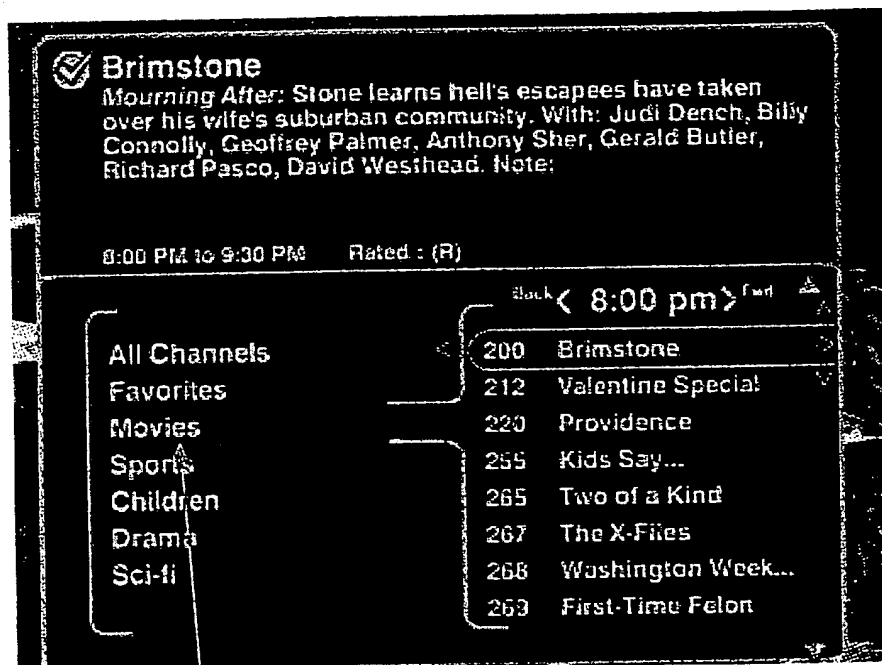 Brimstone
Mourning After: Stone learns hell's escapees have taken
over his wife's suburban community. With: Judi Dench, Billy
Connolly, Geoffrey Palmer, Anthony Sher, Gerald Butler,
Richard Pasco, David Westhead. Note:
8:00 PM to 9:30 PM Rated : (R)
Back < 8:00 pm > Fwd
All Channels
Favorites
Movies
Sports
Children
Drama
Sci-fi
200 Brimstone
212 Valentine Special
220 Providence
255 Kids Say...
265 Two of a Kind
267 The X-Files
268 Washington Week...
269 First-Time Felon